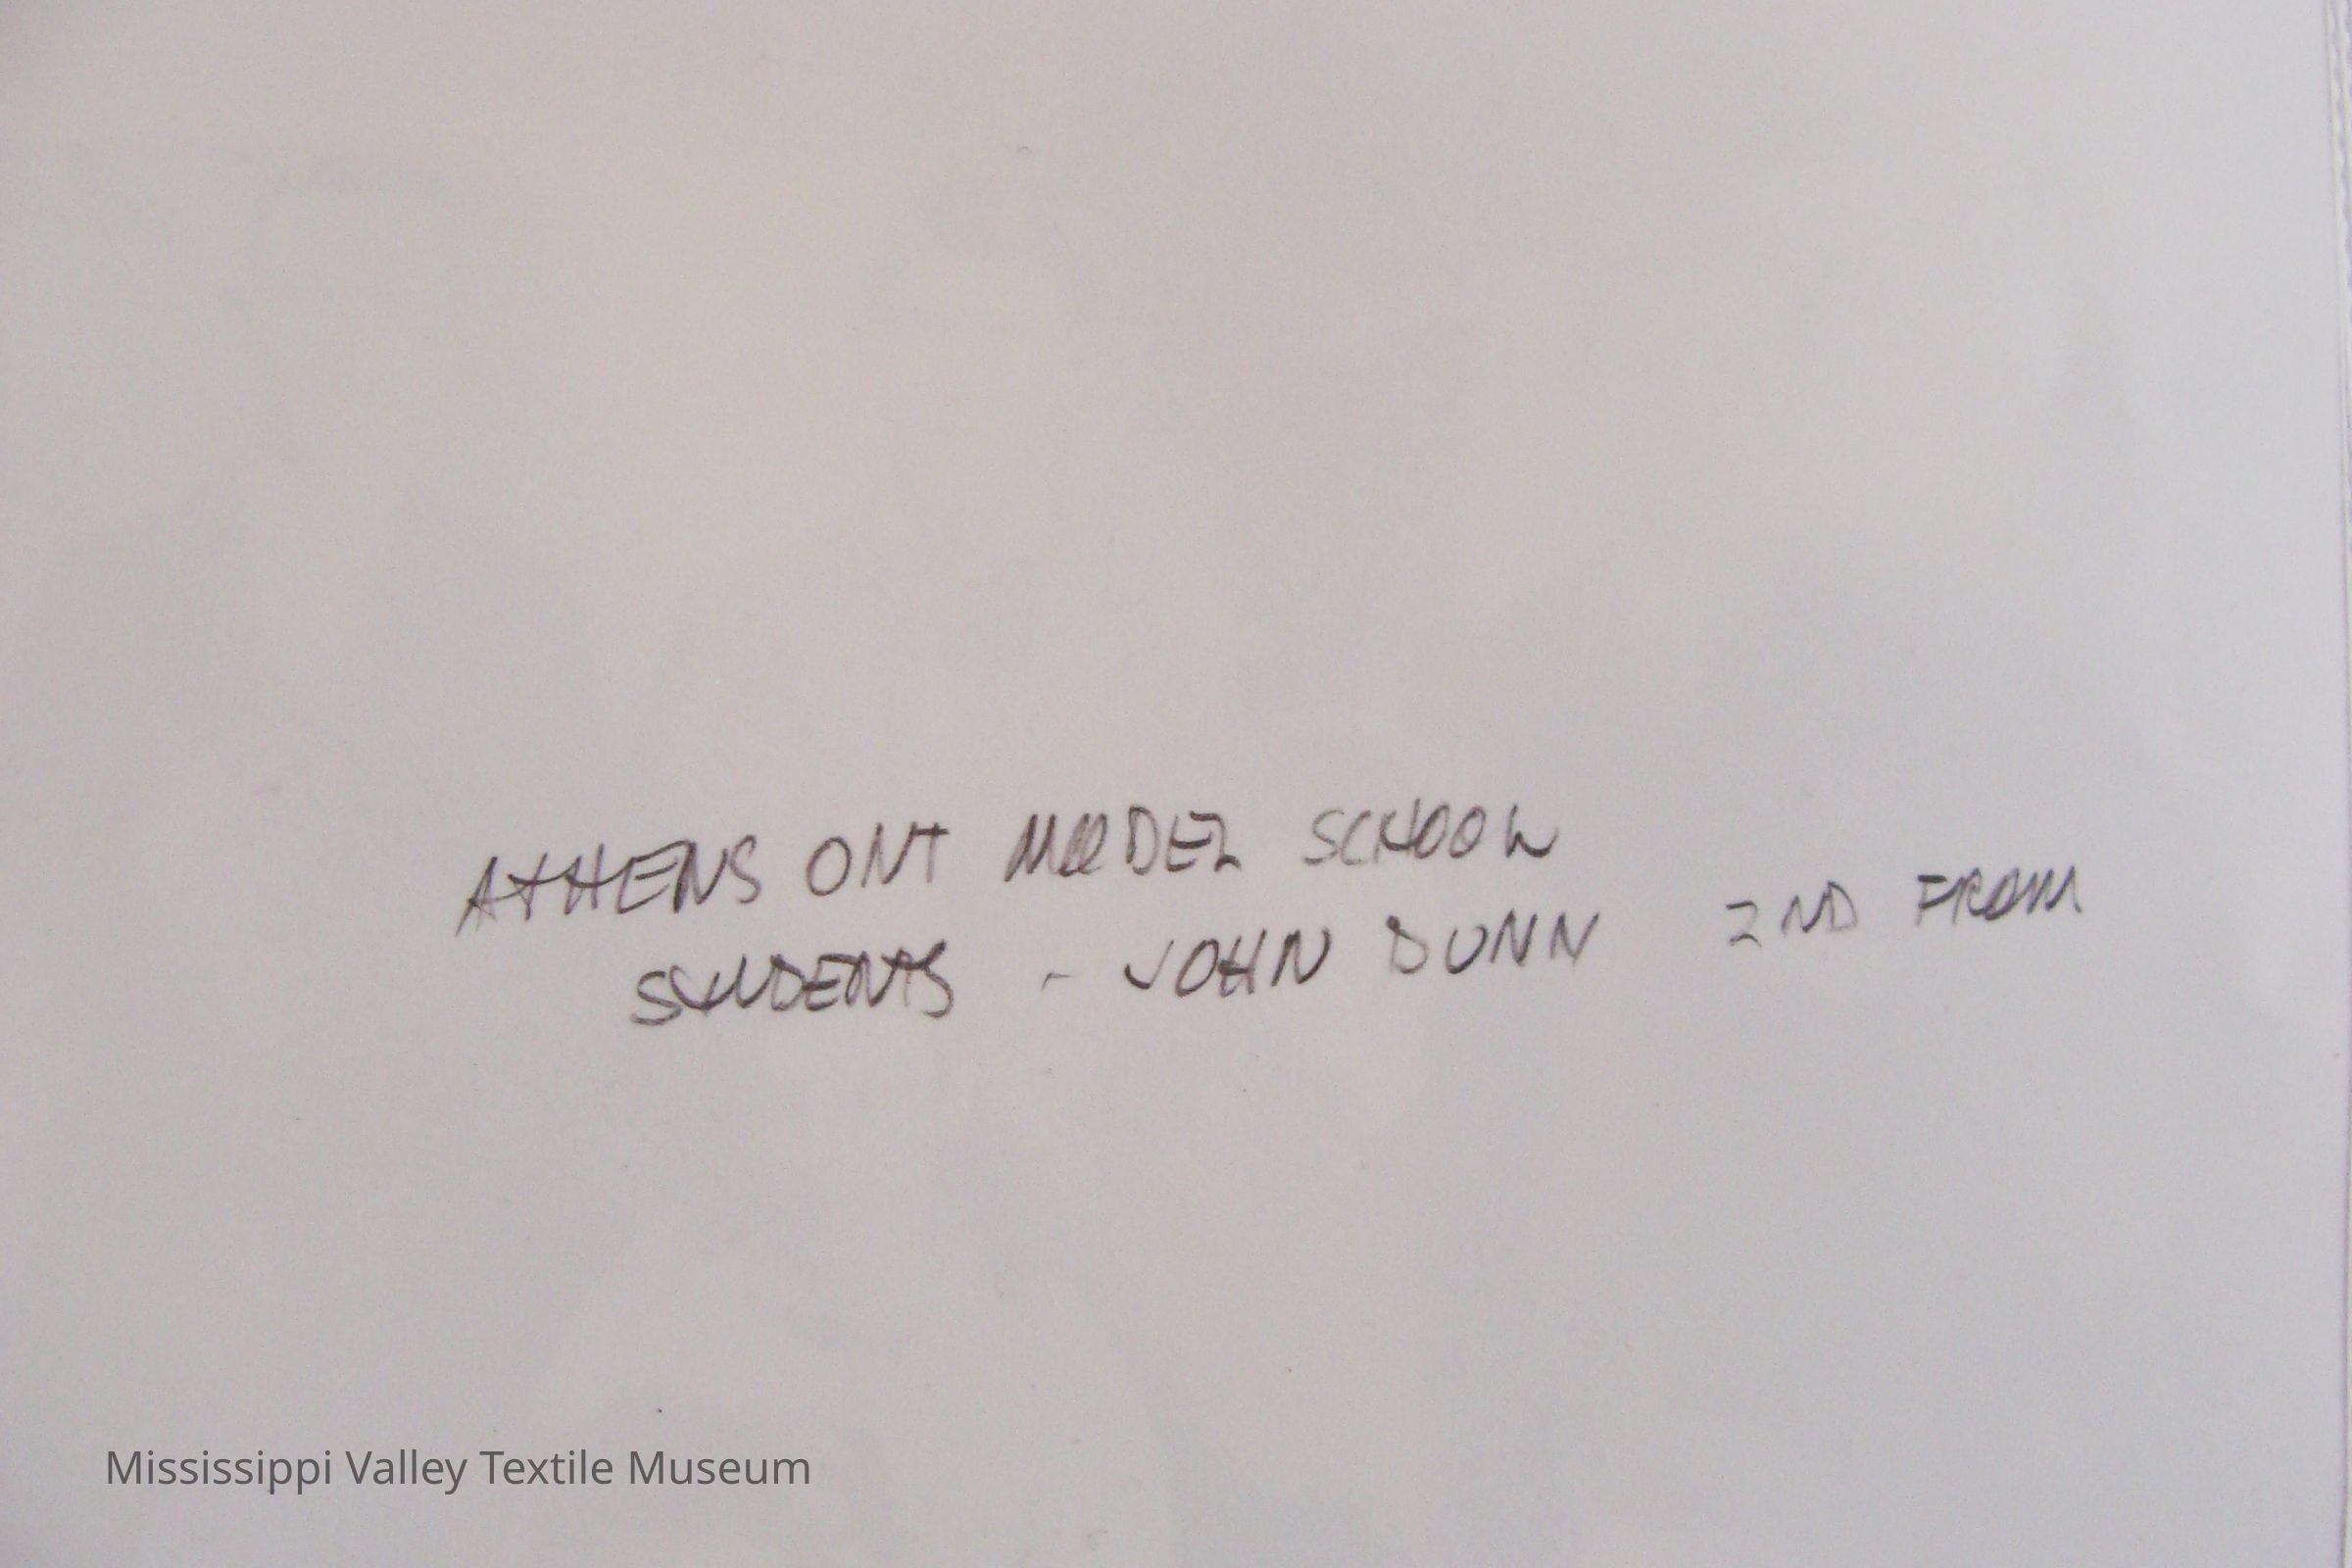 ATHENS ONT MODEL SCHOOL
STUDENTS - JOHN DUNN 2ND FROM
Mississippi Valley Textile Museum